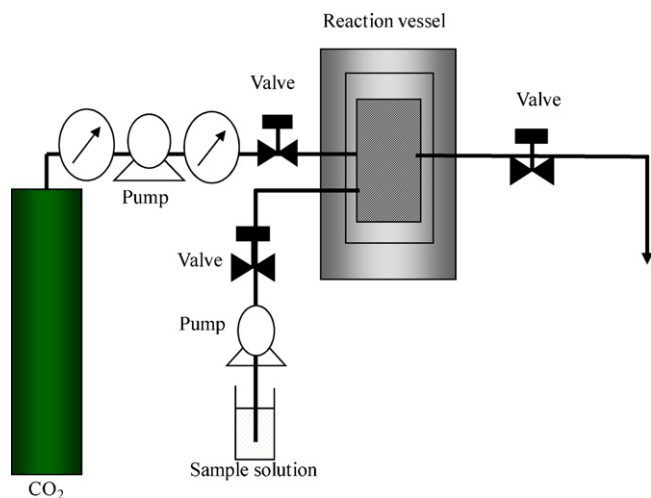 Reaction vessel
Valve
Valve
Pump
Valve
Pump
Sample solution
CO₂